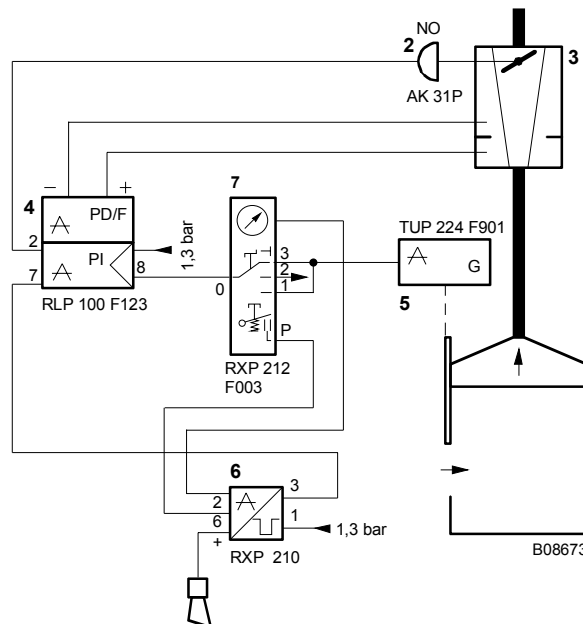 NO
2
3
AK 31P
− +
4
PD/F
2
PI
7
8
1,3 bar
RLP 100 F123
7
3
2
1
0
P
RXP 212
F003
TUP 224 F901
G
5
6
2
3
6
1
+
1,3 bar
RXP 210
B08673